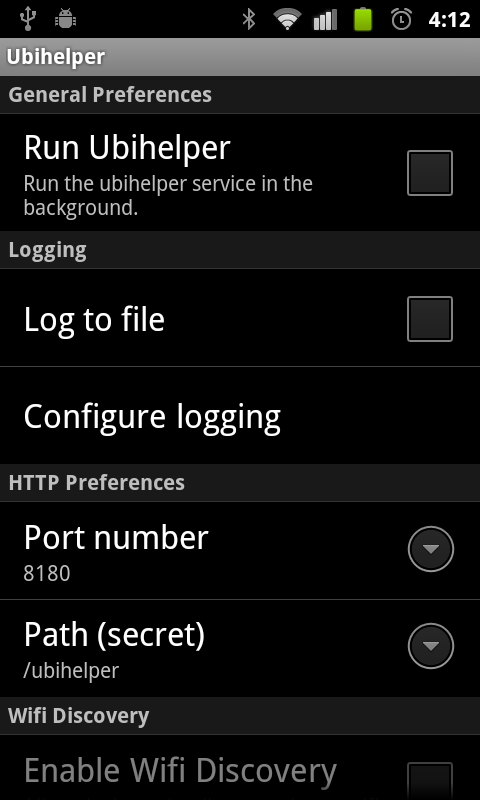 4:12
Ubihelper
General Preferences
Run Ubihelper
Run the ubihelper service in the
background.
Logging
Log to file
Configure logging
HTTP Preferences
Port number
8180
Path (secret)
/ubihelper
Wifi Discovery
Enable Wifi Discovery